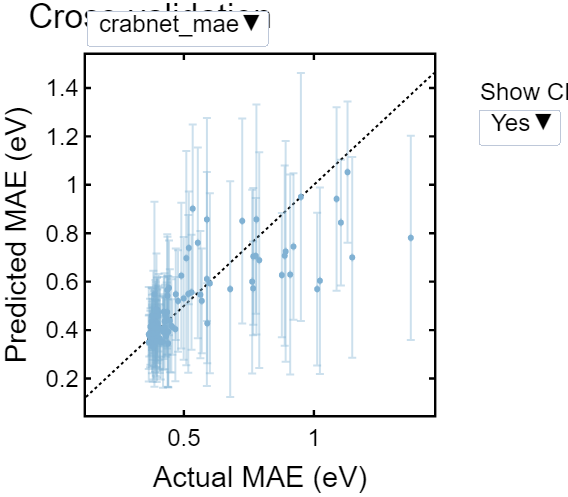 Cross validation
crabnet_mae▼
Show CI
Yes▼
Predicted MAE (eV)
1.4
1.2
1
0.8
0.6
0.4
0.2
0.5
1
Actual MAE (eV)